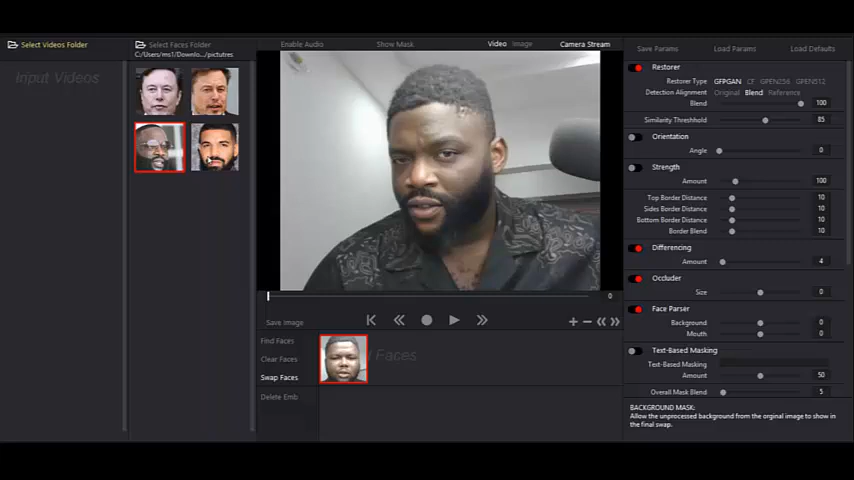 Select Videos Folder
Input Videos
Select Faces Folder
C:/Users/ms1/Downlo.../pictutres
Enable Audio
Show Mask
Video Image
Camera Stream
0
Save Image
Find Faces
Clear Faces
Swap Faces
Delete Emb
Faces
Save Params
Load Params
Load Defaults
Restorer
Restorer Type GFPGAN CF GPEN256 GPEN512
Detection Alignment Original Blend Reference
Blend 100
Similarity Threshhold 85
Orientation
Angle 0
Strength
Amount 100
Top Border Distance 10
Sides Border Distance 10
Bottom Border Distance 10
Border Blend 10
Differencing
Amount 4
Occluder
Size 0
Face Parser
Background 0
Mouth 0
Text-Based Masking
Text-Based Masking
Amount 50
Overall Mask Blend 5
BACKGROUND MASK:
Allow the unprocessed background from the orginal image to show in
the final swap.